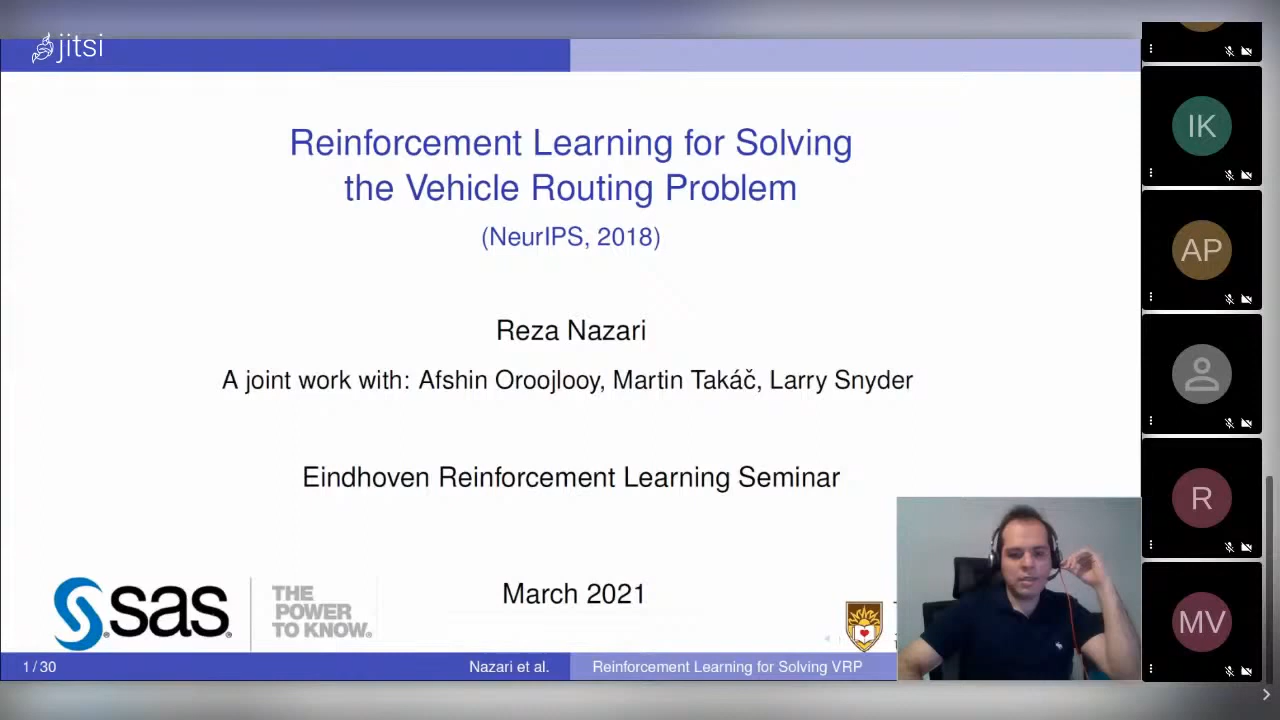 jitsi
Reinforcement Learning for Solving
the Vehicle Routing Problem
(NeurIPS, 2018)
Reza Nazari
A joint work with: Afshin Oroojlooy, Martin Takáč, Larry Snyder
Eindhoven Reinforcement Learning Seminar
March 2021
sas
THE
POWER
TO KNOW.
1 / 30
Nazari et al.
Reinforcement Learning for Solving VRP
IK
AP
R
MV